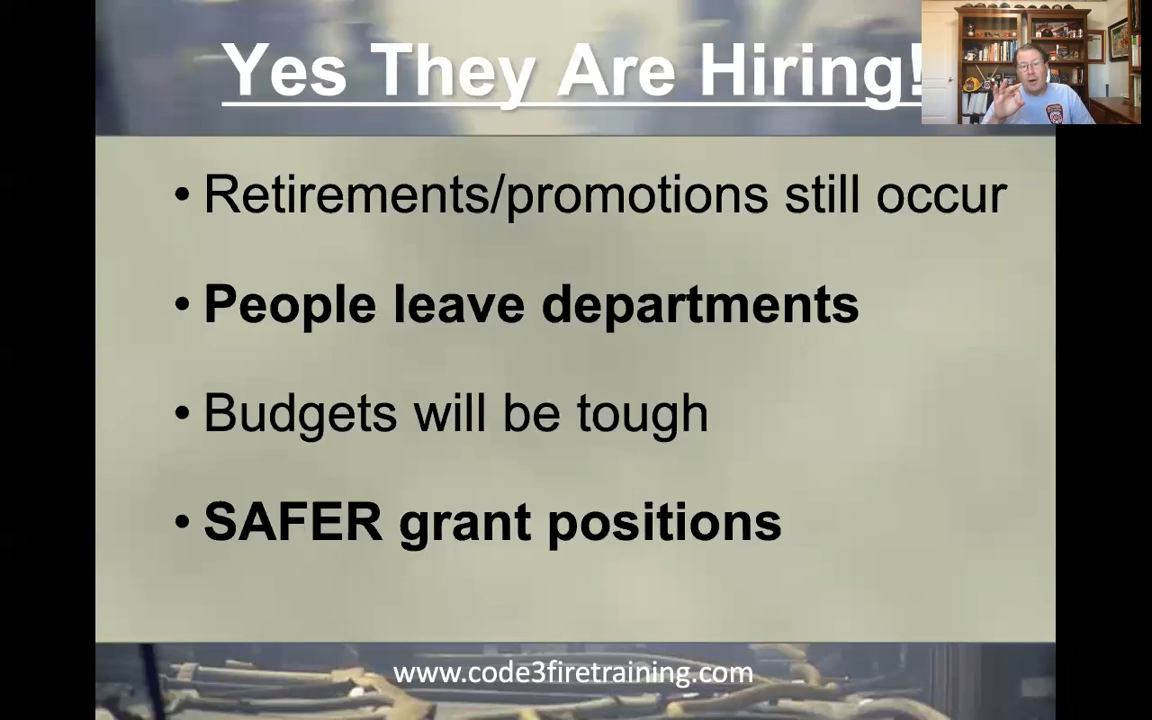 Yes They Are Hiring!
• Retirements/promotions still occur
• People leave departments
• Budgets will be tough
• SAFER grant positions
www.code3firetraining.com